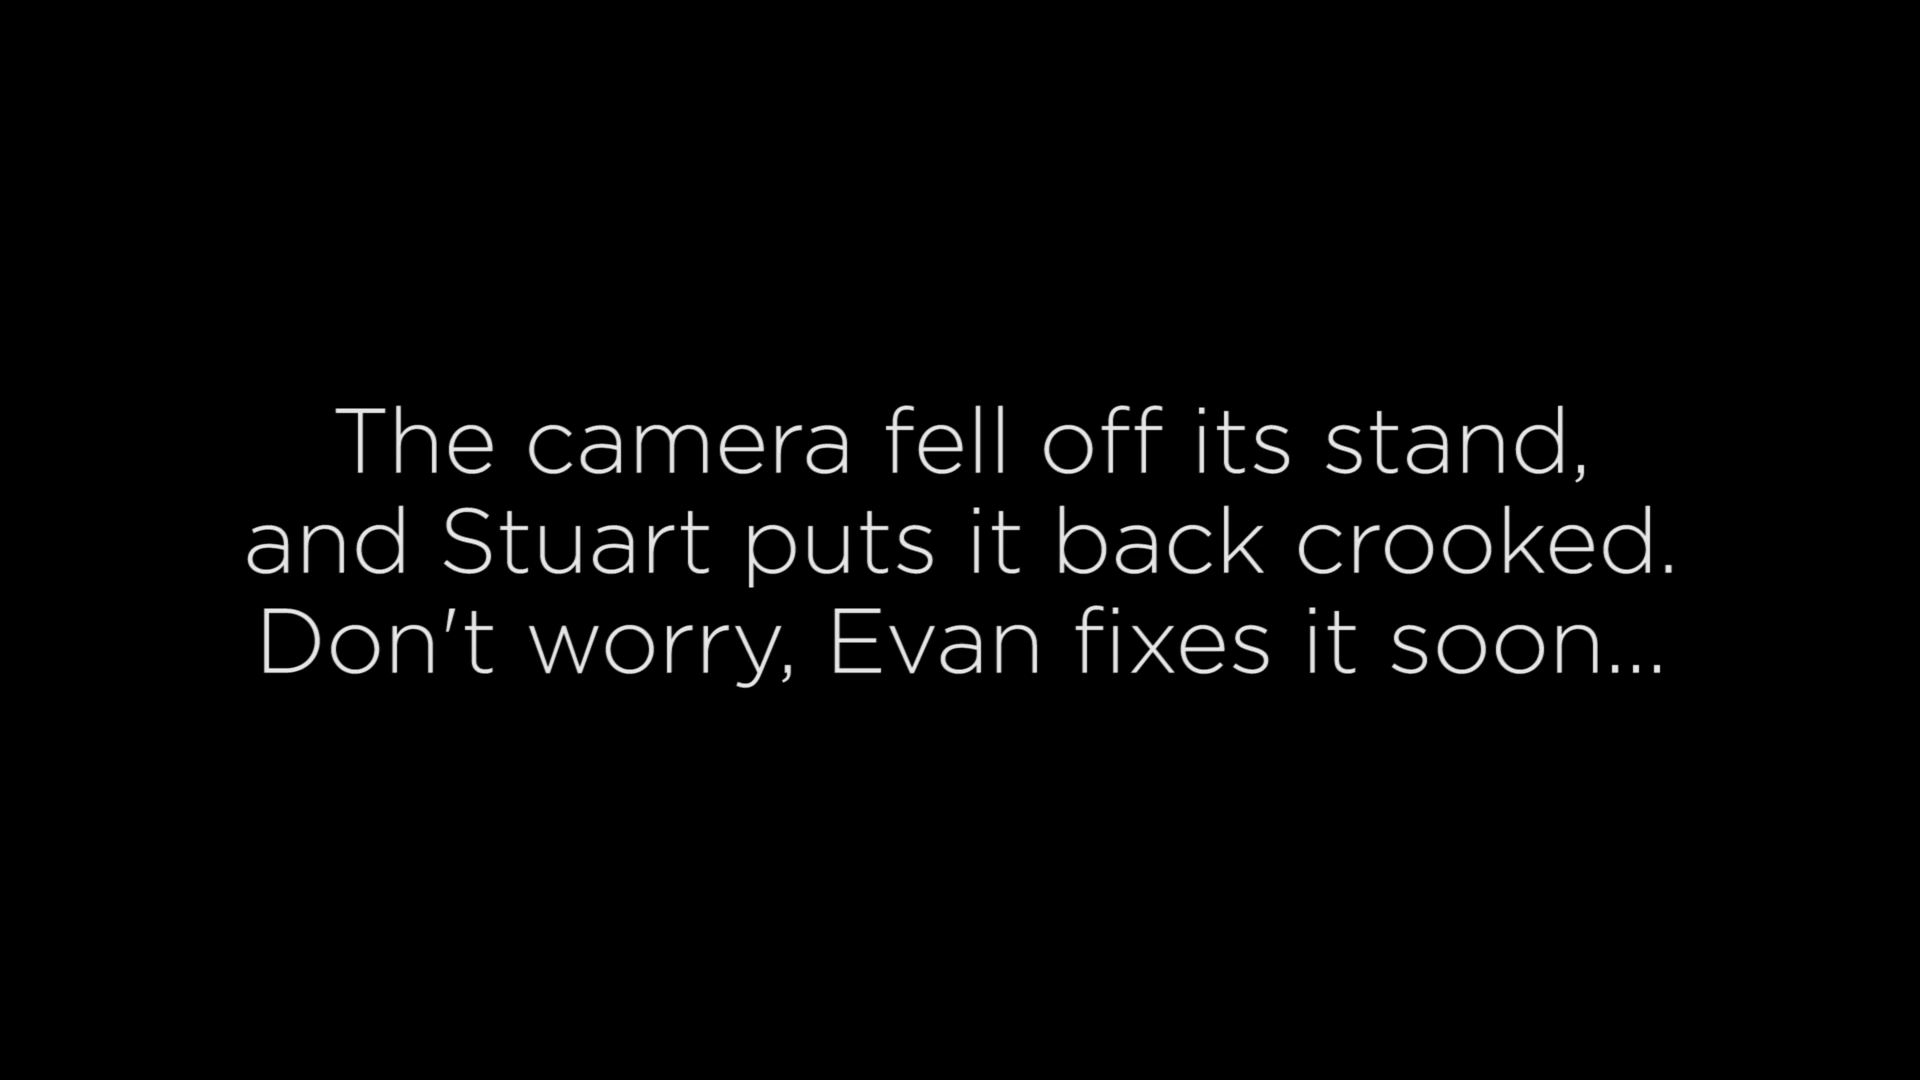 The camera fell off its stand,
and Stuart puts it back crooked.
Don't worry, Evan fixes it soon...